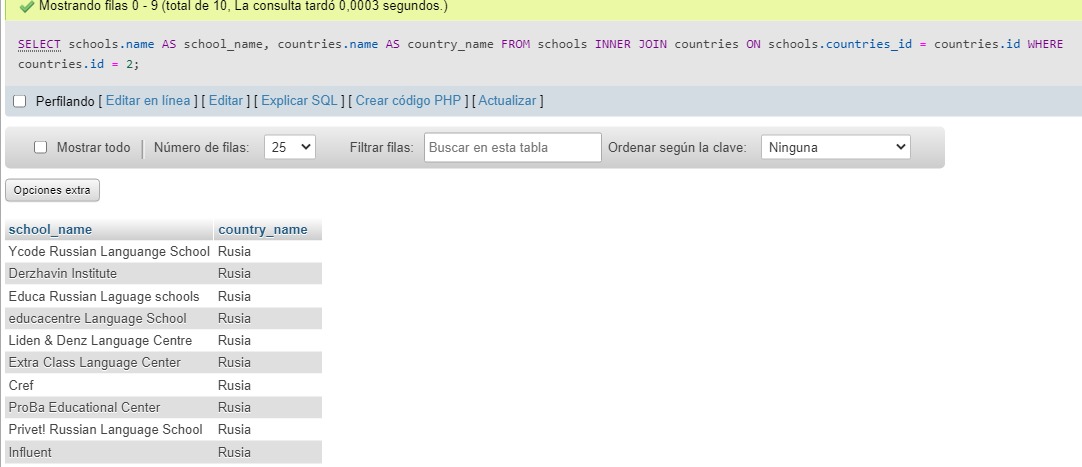 Mostrando filas 0 - 9 (total de 10, La consulta tardó 0,0003 segundos.)
SELECT schools.name AS school_name, countries.name AS country_name FROM schools INNER JOIN countries ON schools.countries_id = countries.id WHERE
countries.id = 2;
Perfilando [ Editar en línea ] [ Editar ] [ Explicar SQL ] [ Crear código PHP ] [ Actualizar ]
Mostrar todo Número de filas: 25 Filtrar filas: Buscar en esta tabla Ordenar según la clave: Ninguna
Opciones extra
school_name country_name
Ycode Russian Languange School Rusia
Derzhavin Institute Rusia
Educa Russian Laguage schools Rusia
educacentre Language School Rusia
Liden & Denz Language Centre Rusia
Extra Class Language Center Rusia
Cref Rusia
ProBa Educational Center Rusia
Privet! Russian Language School Rusia
Influent Rusia